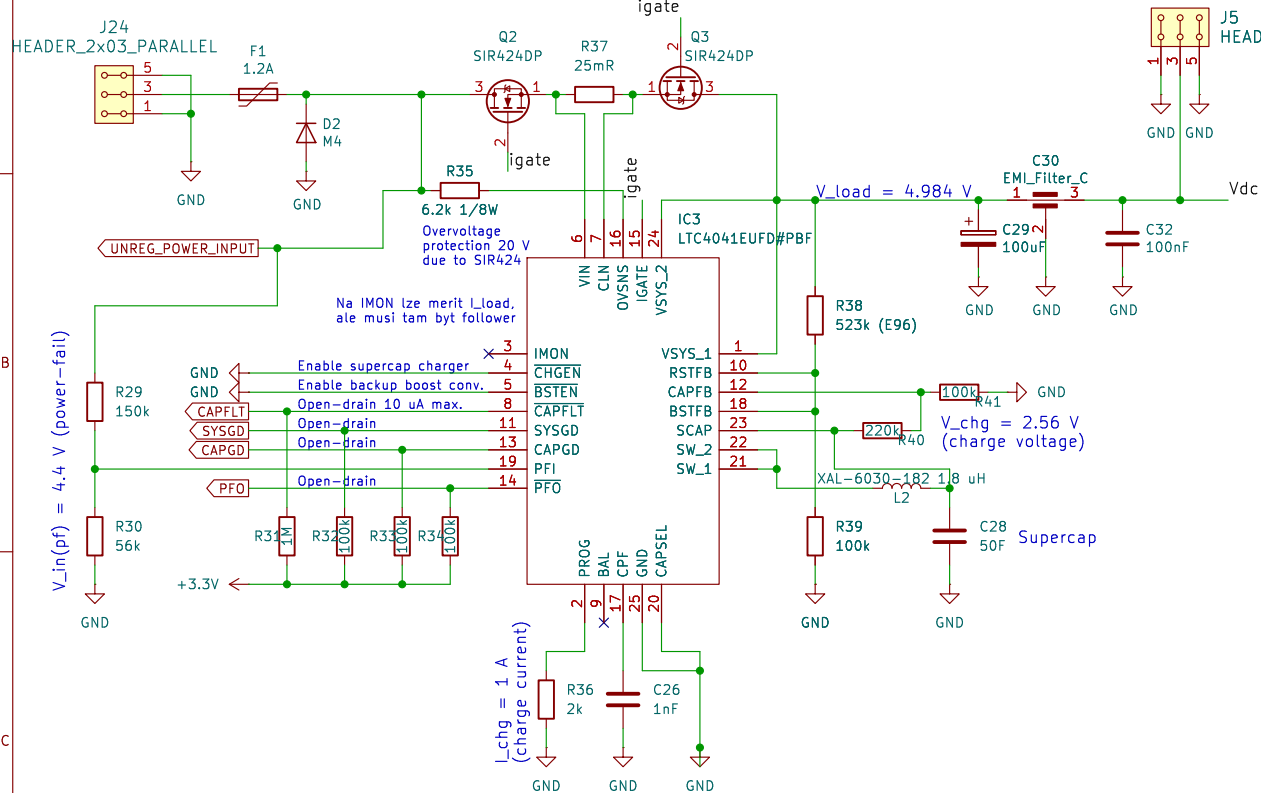 igate
J24
HEADER_2x03_PARALLEL
5
3
1
F1
1.2A
D2
M4
GND
GND
Q2
SIR424DP
3
1
2
igate
R37
25mR
Q3
SIR424DP
2
1
3
J5
HEAD
1
3
5
GND
GND
R35
6.2k 1/8W
Overvoltage
protection 20 V
due to SIR424
igate
UNREG_POWER_INPUT
V_load = 4.984 V
C30
EMI_Filter_C
1
3
2
Vdc
C29
100uF
C32
100nF
GND
GND
GND
IC3
LTC4041EUFD#PBF
6
7
16
15
24
VIN
CLN
OVSNS
IGATE
VSYS_2
Na IMON lze merit I_load,
ale musi tam byt follower
R38
523k (E96)
B
V_in(pf) = 4.4 V (power-fail)
R29
150k
R30
56k
GND
3 IMON
GND Enable supercap charger 4 CHGEN
GND Enable backup boost conv. 5 BSTEN
CAPFLT Open-drain 10 uA max. 8 CAPFLT
SYSGD Open-drain 11 SYSGD
CAPGD Open-drain 13 CAPGD
19 PFI
PFO Open-drain 14 PFO
VSYS_1 1
RSTFB 10
CAPFB 12
BSTFB 18
SCAP 23
SW_2 22
SW_1 21
100k
R41
GND
220k
R40
V_chg = 2.56 V
(charge voltage)
XAL-6030-182 1.8 uH
L2
R31
1M
R32
100k
R33
100k
R34
100k
+3.3V
R39
100k
GND
C28
50F
Supercap
GND
PROG
BAL
CPF
GND
CAPSEL
2
9
17
25
20
I_chg = 1 A
(charge current)
R36
2k
C26
1nF
GND
GND
GND
C